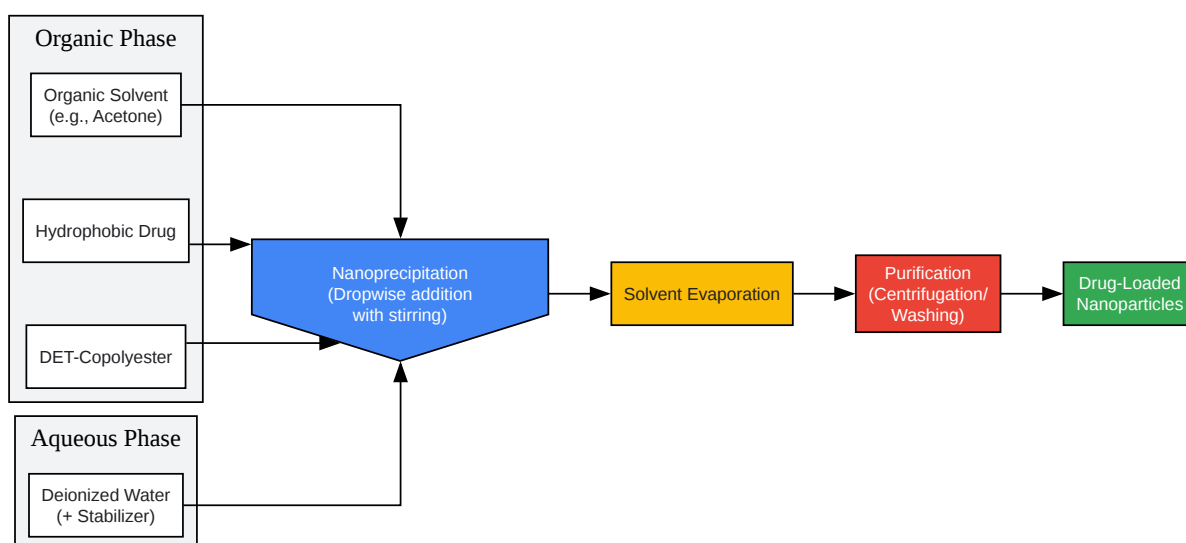 Organic Phase
Organic Solvent
(e.g., Acetone)
Hydrophobic Drug
DET-Copolyester
Aqueous Phase
Deionized Water
(+ Stabilizer)
Nanoprecipitation
(Dropwise addition
with stirring)
Solvent Evaporation
Purification
(Centrifugation/
Washing)
Drug-Loaded
Nanoparticles